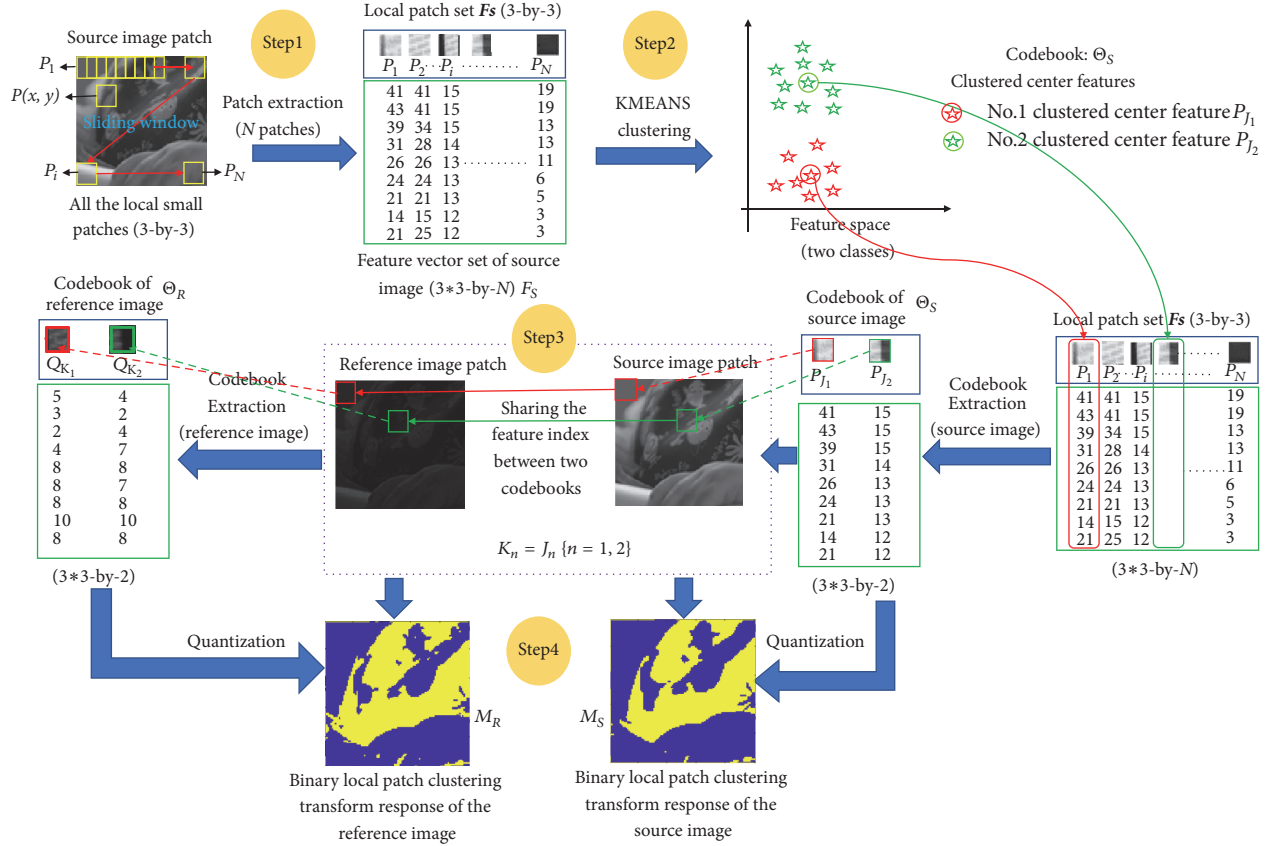 Source image patch
P1
P(x, y)
Sliding window
Pi
PN
All the local small
patches (3-by-3)
Step1
Patch extraction
(N patches)
Local patch set Fs (3-by-3)
P1 P2 ··· Pi ·········· PN
41 41 15 19
43 41 15 19
39 34 15 13
31 28 14 13
26 26 13 ·········· 11
24 24 13 6
21 21 13 5
14 15 12 3
21 25 12 3
Feature vector set of source
image (3∗3-by-N) FS
Step2
KMEANS
clustering
Feature space
(two classes)
Codebook: ΘS
Clustered center features
No.1 clustered center feature PJ1
No.2 clustered center feature PJ2
Codebook of ΘR
reference image
QK1 QK2
5 4
3 2
2 4
4 7
8 8
8 7
8 8
10 10
8 8
(3∗3-by-2)
Codebook
Extraction
(reference image)
Step3
Reference image patch
Source image patch
Sharing the
feature index
between two
codebooks
Kn = Jn {n = 1, 2}
Codebook of ΘS
source image
PJ1 PJ2
41 15
43 15
39 15
31 14
26 13
24 13
21 13
14 12
21 12
(3∗3-by-2)
Codebook
Extraction
(source image)
Local patch set Fs (3-by-3)
P1 P2 Pi ·········· PN
41 41 15 19
43 41 15 19
39 34 15 13
31 28 14 13
26 26 13 ······ 11
24 24 13 6
21 21 13 5
14 15 12 3
21 25 12 3
(3∗3-by-N)
Quantization
MR
Binary local patch clustering
transform response of the
reference image
Step4
Quantization
MS
Binary local patch clustering
transform response of the
source image